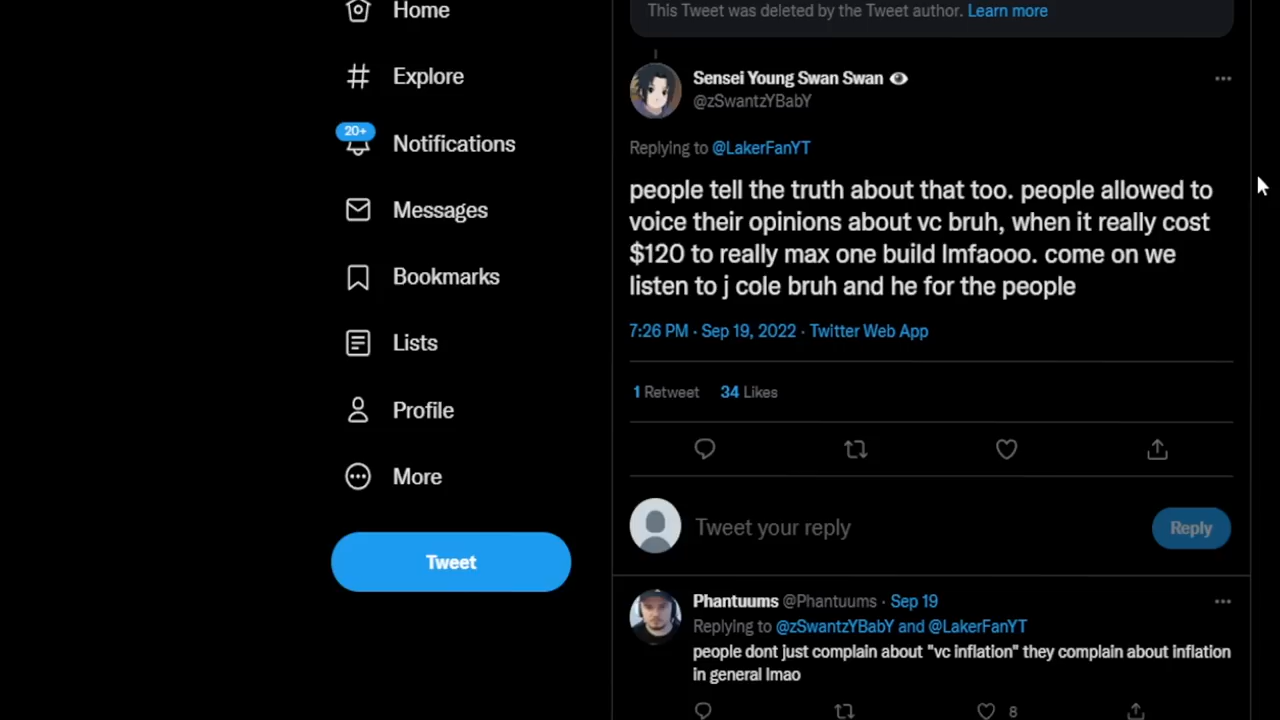 Home
Explore
20+
Notifications
Messages
Bookmarks
Lists
Profile
More
Tweet
This Tweet was deleted by the Tweet author. Learn more
Sensei Young Swan Swan
@zSwantzYBabY
Replying to @LakerFanYT
people tell the truth about that too. people allowed to
voice their opinions about vc bruh, when it really cost
$120 to really max one build lmfaooo. come on we
listen to j cole bruh and he for the people
7:26 PM · Sep 19, 2022 · Twitter Web App
1 Retweet 34 Likes
Tweet your reply
Reply
Phantuums @Phantuums · Sep 19
Replying to @zSwantzYBabY and @LakerFanYT
people dont just complain about "vc inflation" they complain about inflation
in general lmao
8